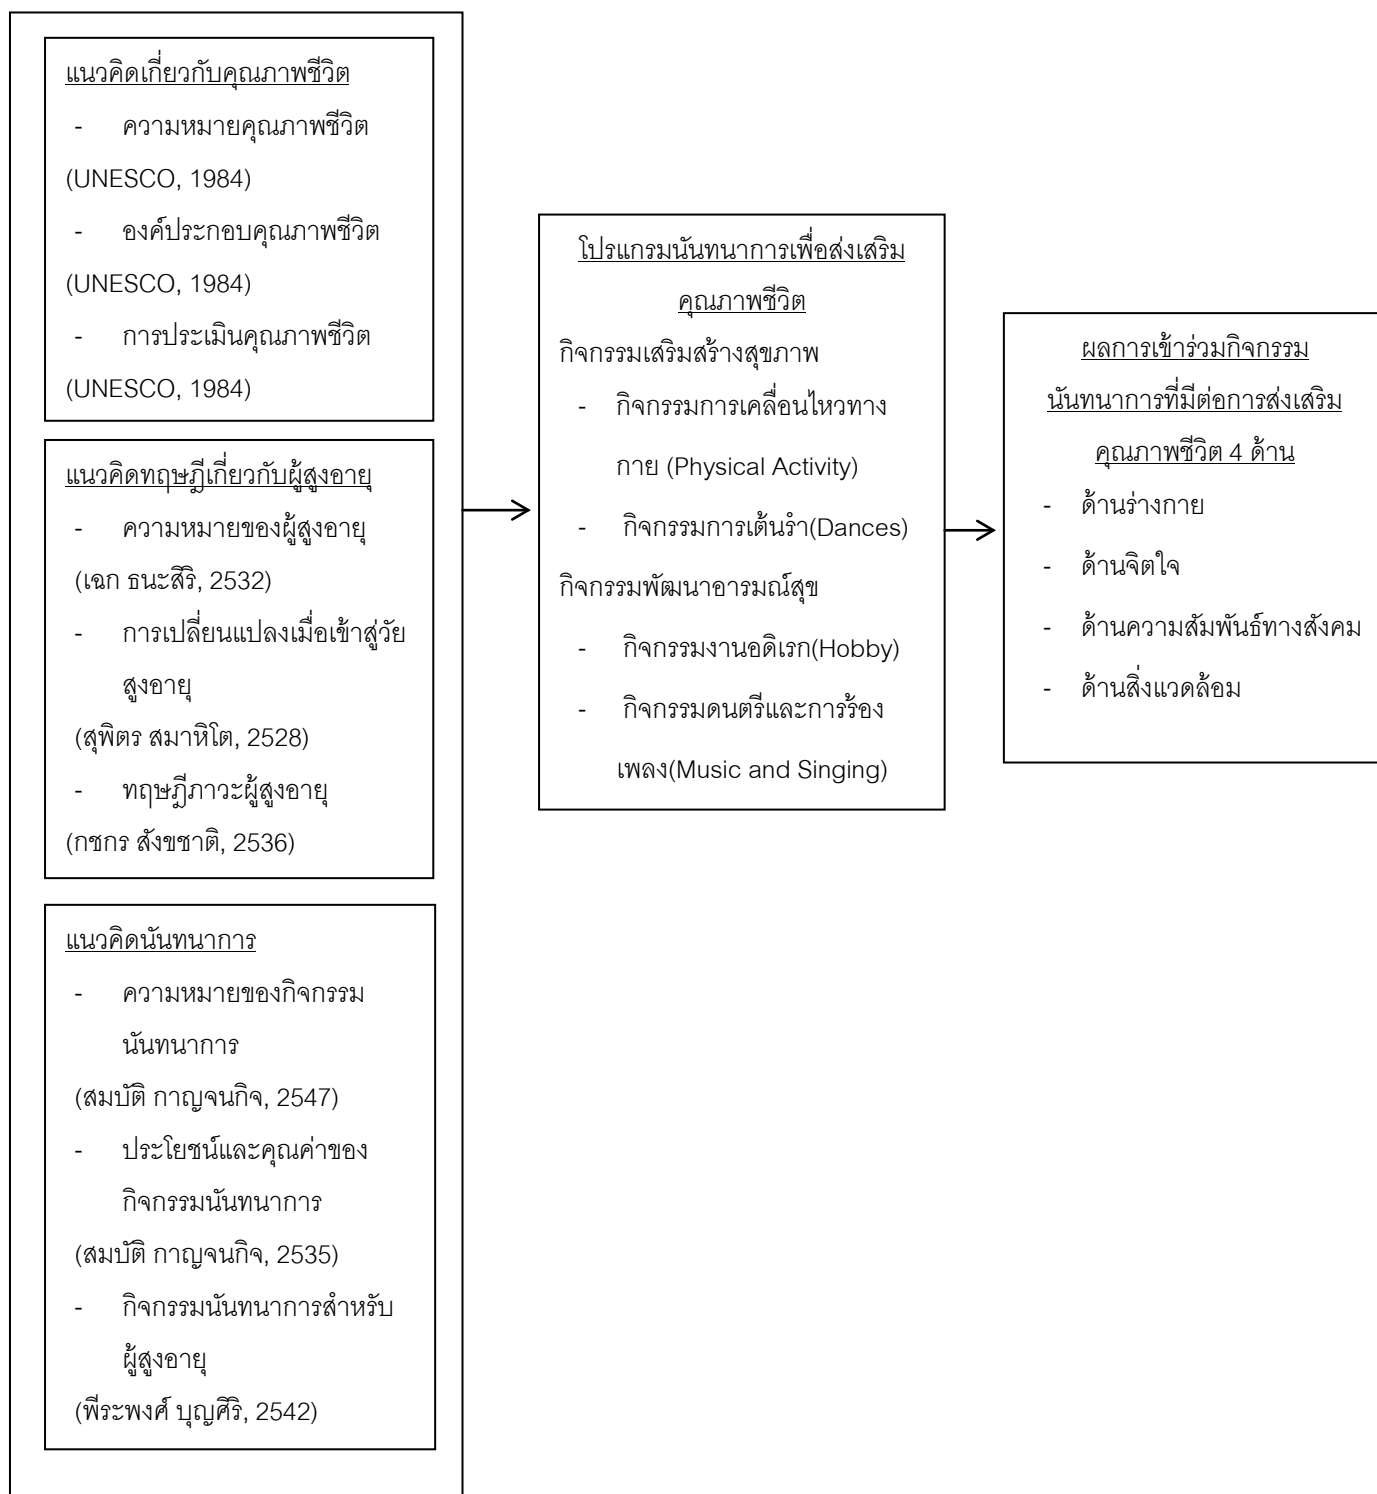 แนวคิดเกี่ยวกับคุณภาพชีวิต
- ความหมายคุณภาพชีวิต
(UNESCO, 1984)
- องค์ประกอบคุณภาพชีวิต
(UNESCO, 1984)
- การประเมินคุณภาพชีวิต
(UNESCO, 1984)
แนวคิดทฤษฎีเกี่ยวกับผู้สูงอายุ
- ความหมายของผู้สูงอายุ
(เฉก ธนะสิริ, 2532)
- การเปลี่ยนแปลงเมื่อเข้าสู่วัย
สูงอายุ
(สุพิตร สมาหิโต, 2528)
- ทฤษฎีภาวะผู้สูงอายุ
(กชกร สังขชาติ, 2536)
แนวคิดนันทนาการ
- ความหมายของกิจกรรม
นันทนาการ
(สมบัติ กาญจนกิจ, 2547)
- ประโยชน์และคุณค่าของ
กิจกรรมนันทนาการ
(สมบัติ กาญจนกิจ, 2535)
- กิจกรรมนันทนาการสำหรับ
ผู้สูงอายุ
(พีระพงศ์ บุญศิริ, 2542)
โปรแกรมนันทนาการเพื่อส่งเสริม
คุณภาพชีวิต
กิจกรรมเสริมสร้างสุขภาพ
- กิจกรรมการเคลื่อนไหวทาง
กาย (Physical Activity)
- กิจกรรมการเต้นรำ(Dances)
กิจกรรมพัฒนาอารมณ์สุข
- กิจกรรมงานอดิเรก(Hobby)
- กิจกรรมดนตรีและการร้อง
เพลง(Music and Singing)
ผลการเข้าร่วมกิจกรรม
นันทนาการที่มีต่อการส่งเสริม
คุณภาพชีวิต 4 ด้าน
- ด้านร่างกาย
- ด้านจิตใจ
- ด้านความสัมพันธ์ทางสังคม
- ด้านสิ่งแวดล้อม